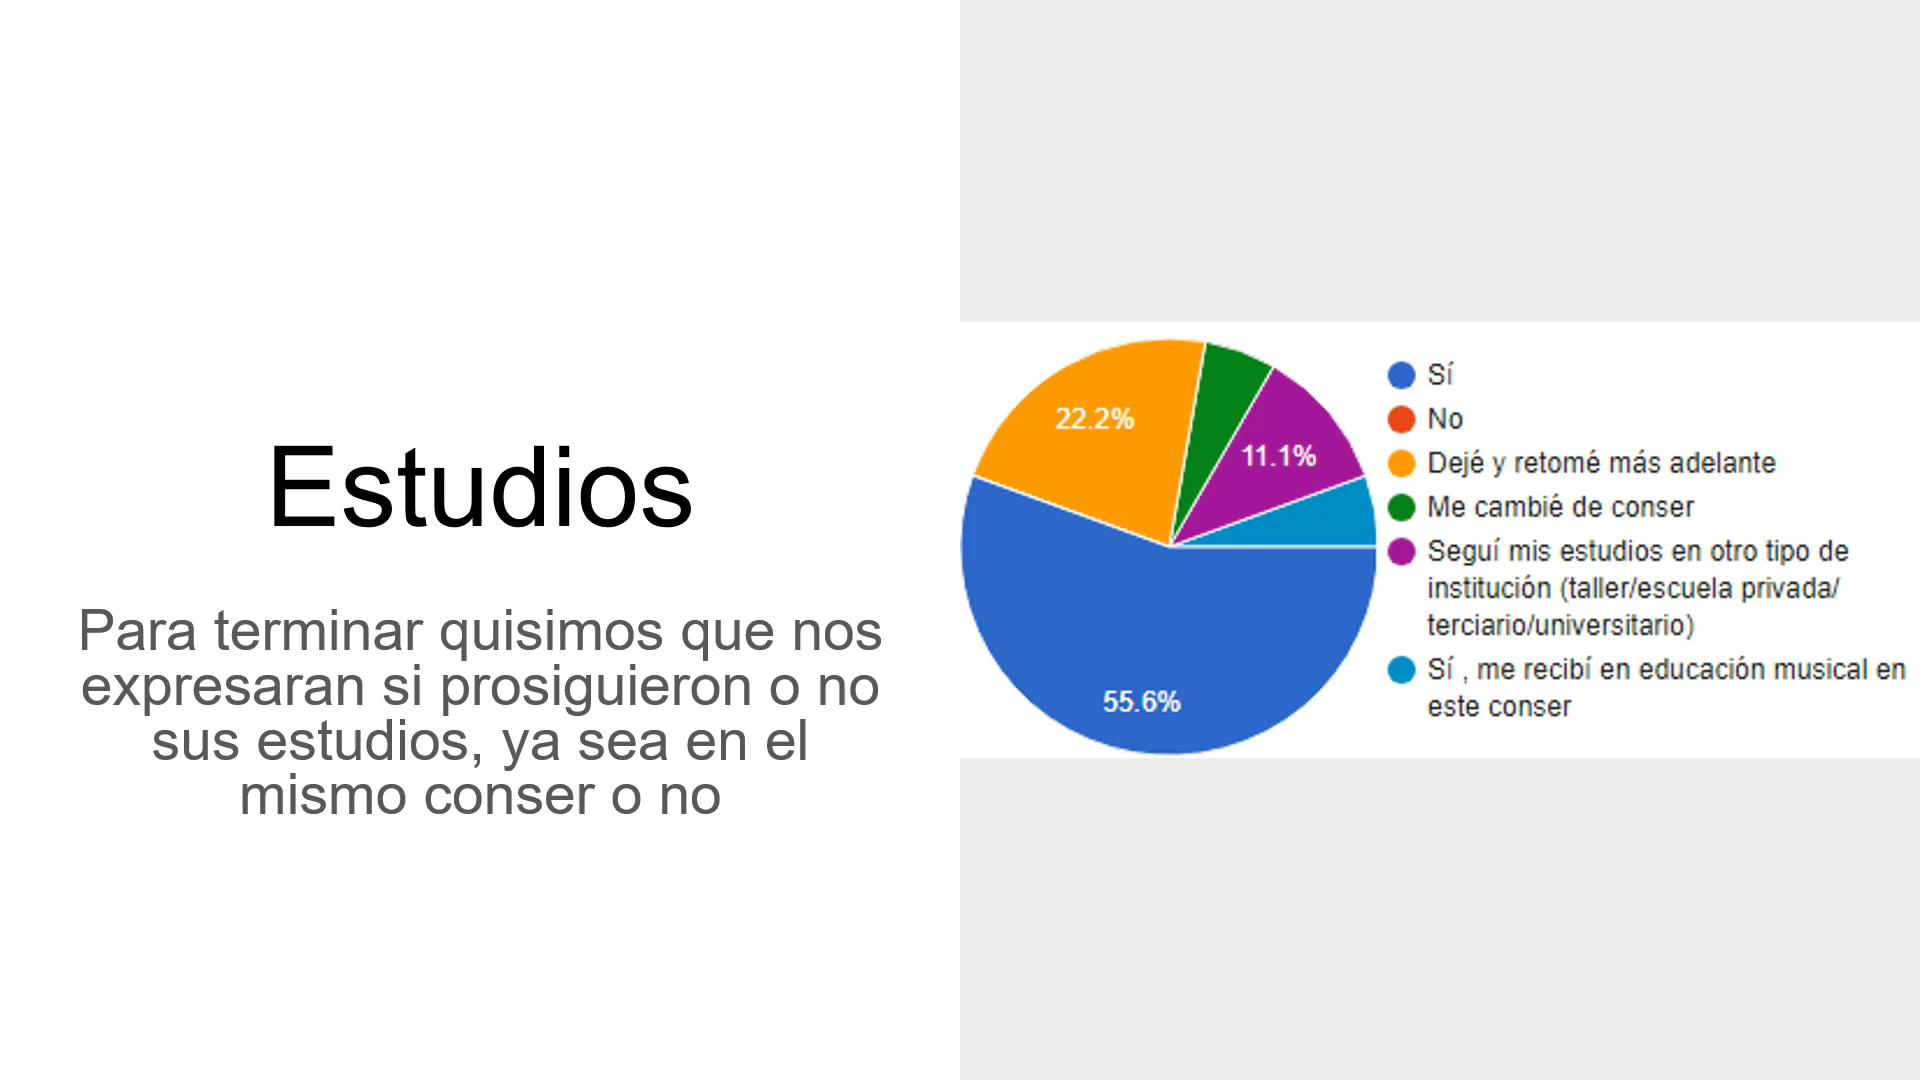 Estudios
Para terminar quisimos que nos
expresaran si prosiguieron o no
sus estudios, ya sea en el
mismo conser o no
22.2%
11.1%
55.6%
Sí
No
Dejé y retomé más adelante
Me cambié de conser
Seguí mis estudios en otro tipo de
institución (taller/escuela privada/
terciario/universitario)
Sí , me recibí en educación musical en
este conser